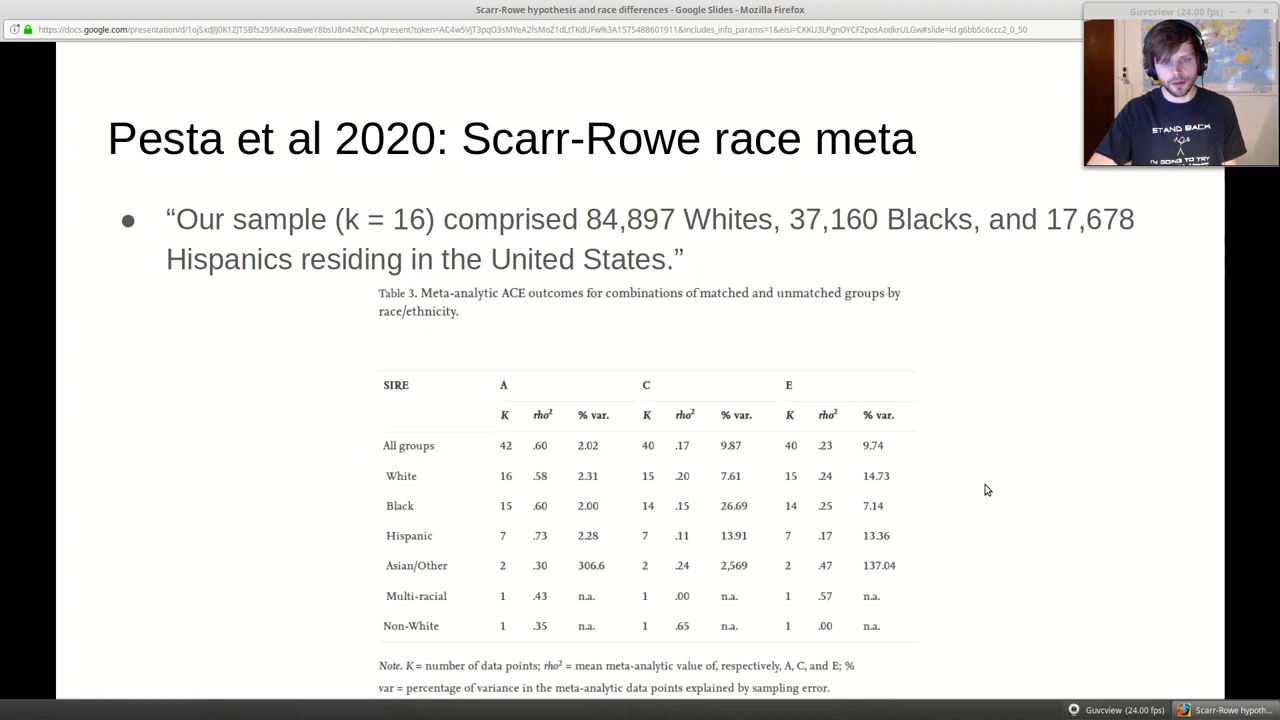 Scarr-Rowe hypothesis and race differences - Google Slides - Mozilla Firefox
Guvcview (24.00 fps)
Pesta et al 2020: Scarr-Rowe race meta
STAND BACK
I'M GOING TO TRY
● “Our sample (k = 16) comprised 84,897 Whites, 37,160 Blacks, and 17,678
Hispanics residing in the United States.”
Table 3. Meta-analytic ACE outcomes for combinations of matched and unmatched groups by
race/ethnicity.
SIRE A C E
K rho² % var. K rho² % var. K rho² % var.
All groups 42 .60 2.02 40 .17 9.87 40 .23 9.74
White 16 .58 2.31 15 .20 7.61 15 .24 14.73
Black 15 .60 2.00 14 .15 26.69 14 .25 7.14
Hispanic 7 .73 2.28 7 .11 13.91 7 .17 13.36
Asian/Other 2 .30 306.6 2 .24 2,569 2 .47 137.04
Multi-racial 1 .43 n.a. 1 .00 n.a. 1 .57 n.a.
Non-White 1 .35 n.a. 1 .65 n.a. 1 .00 n.a.
Note. K = number of data points; rho² = mean meta-analytic value of, respectively, A, C, and E; %
var = percentage of variance in the meta-analytic data points explained by sampling error.
Guvcview (24.00 fps)
Scarr-Rowe hypoth...